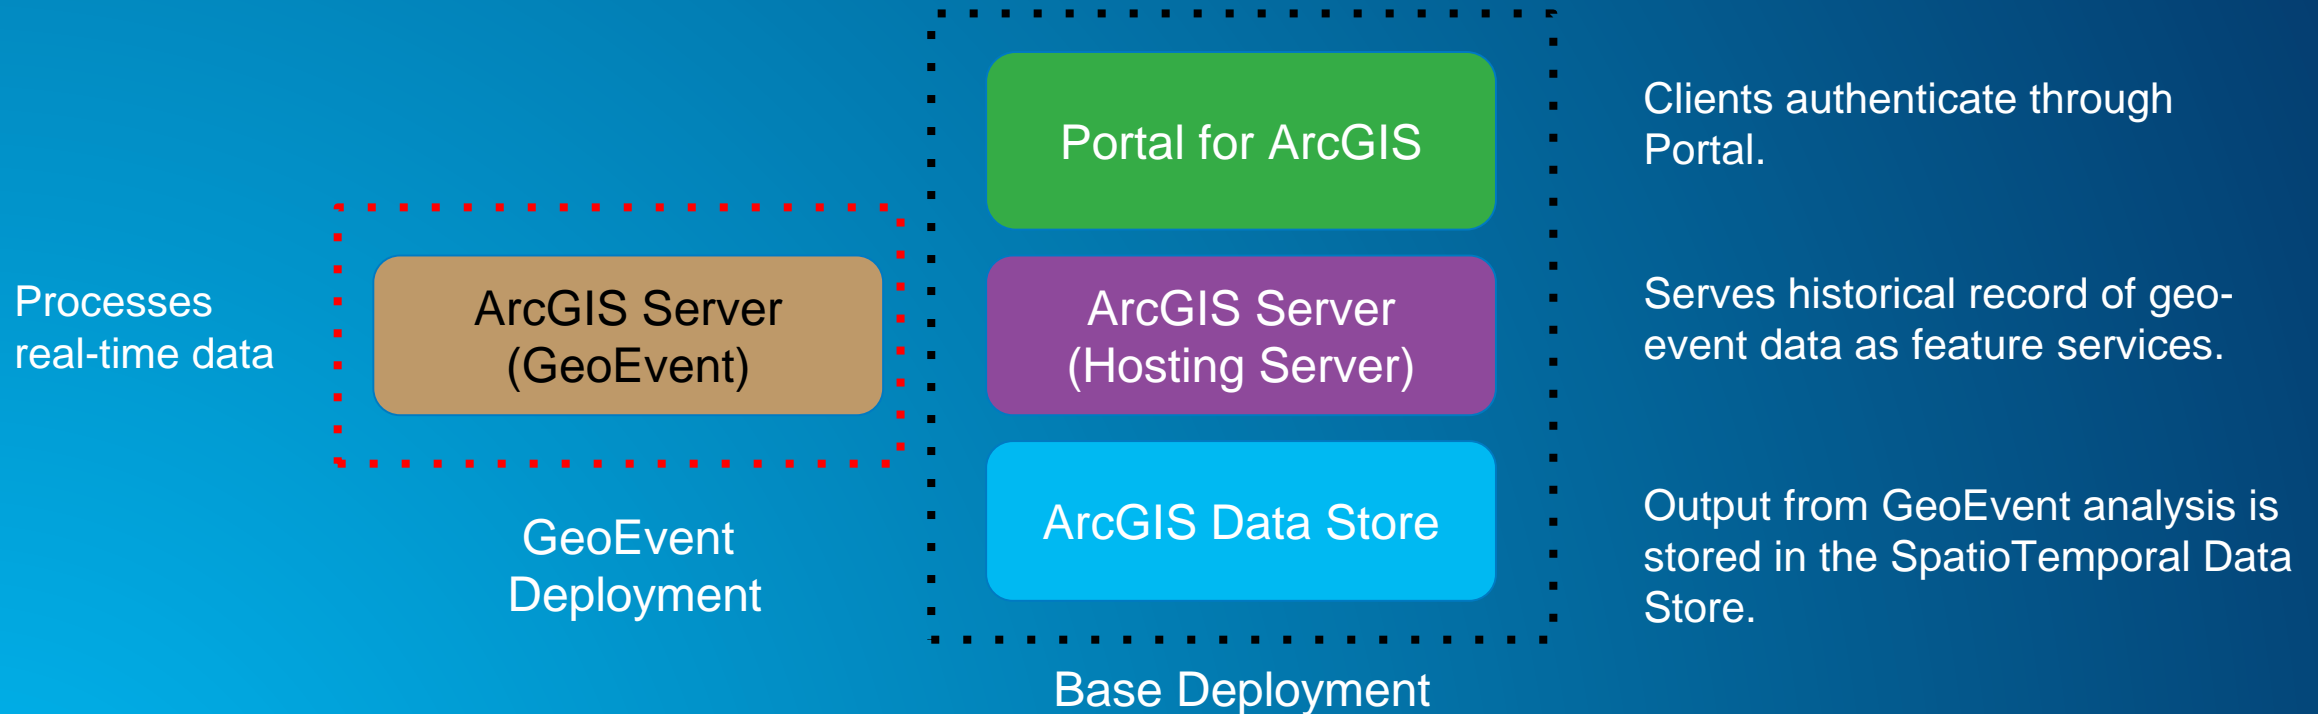 Processes
real-time data
ArcGIS Server
(GeoEvent)
GeoEvent
Deployment
Portal for ArcGIS
ArcGIS Server
(Hosting Server)
ArcGIS Data Store
Base Deployment
Clients authenticate through
Portal.
Serves historical record of geo-
event data as feature services.
Output from GeoEvent analysis is
stored in the SpatioTemporal Data
Store.